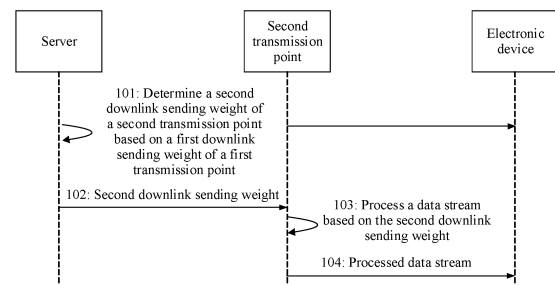 Server
Second
transmission
point
Electronic
device
101: Determine a second
downlink sending weight of
a second transmission point
based on a first downlink
sending weight of a first
transmission point
102: Second downlink sending weight
103: Process a data stream
based on the second downlink
sending weight
104: Processed data stream